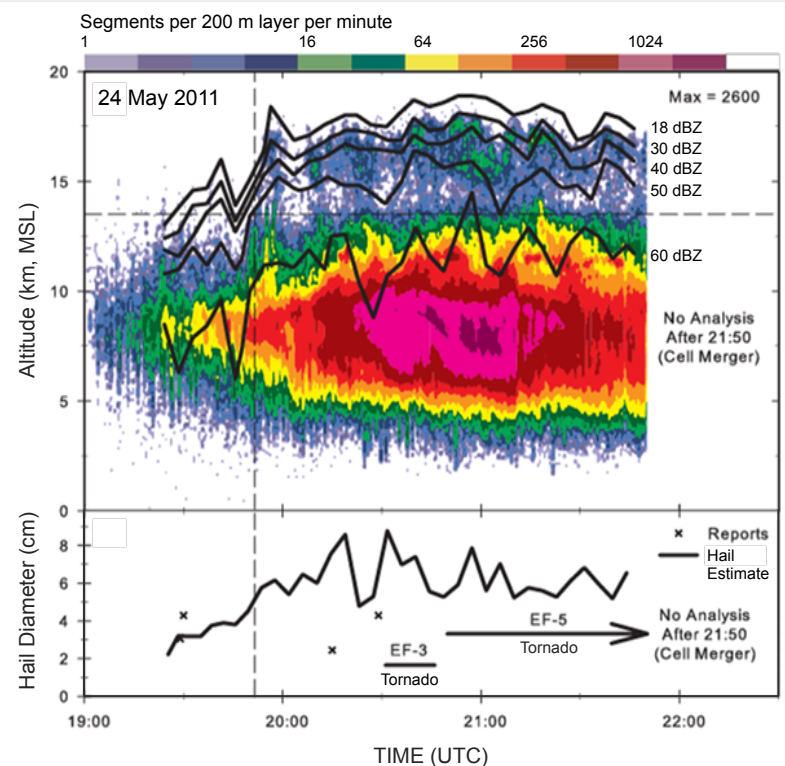 Segments per 200 m layer per minute
1 16 64 256 1024
20
24 May 2011
Max = 2600
18 dBZ
30 dBZ
40 dBZ
50 dBZ
60 dBZ
15
10
5
0
Altitude (km, MSL)
No Analysis
After 21:50
(Cell Merger)
Hail Diameter (cm)
8
6
4
2
0
Reports
Hail
Estimate
EF-5
Tornado
EF-3
Tornado
No Analysis
After 21:50
(Cell Merger)
19:00 20:00 21:00 22:00
TIME (UTC)